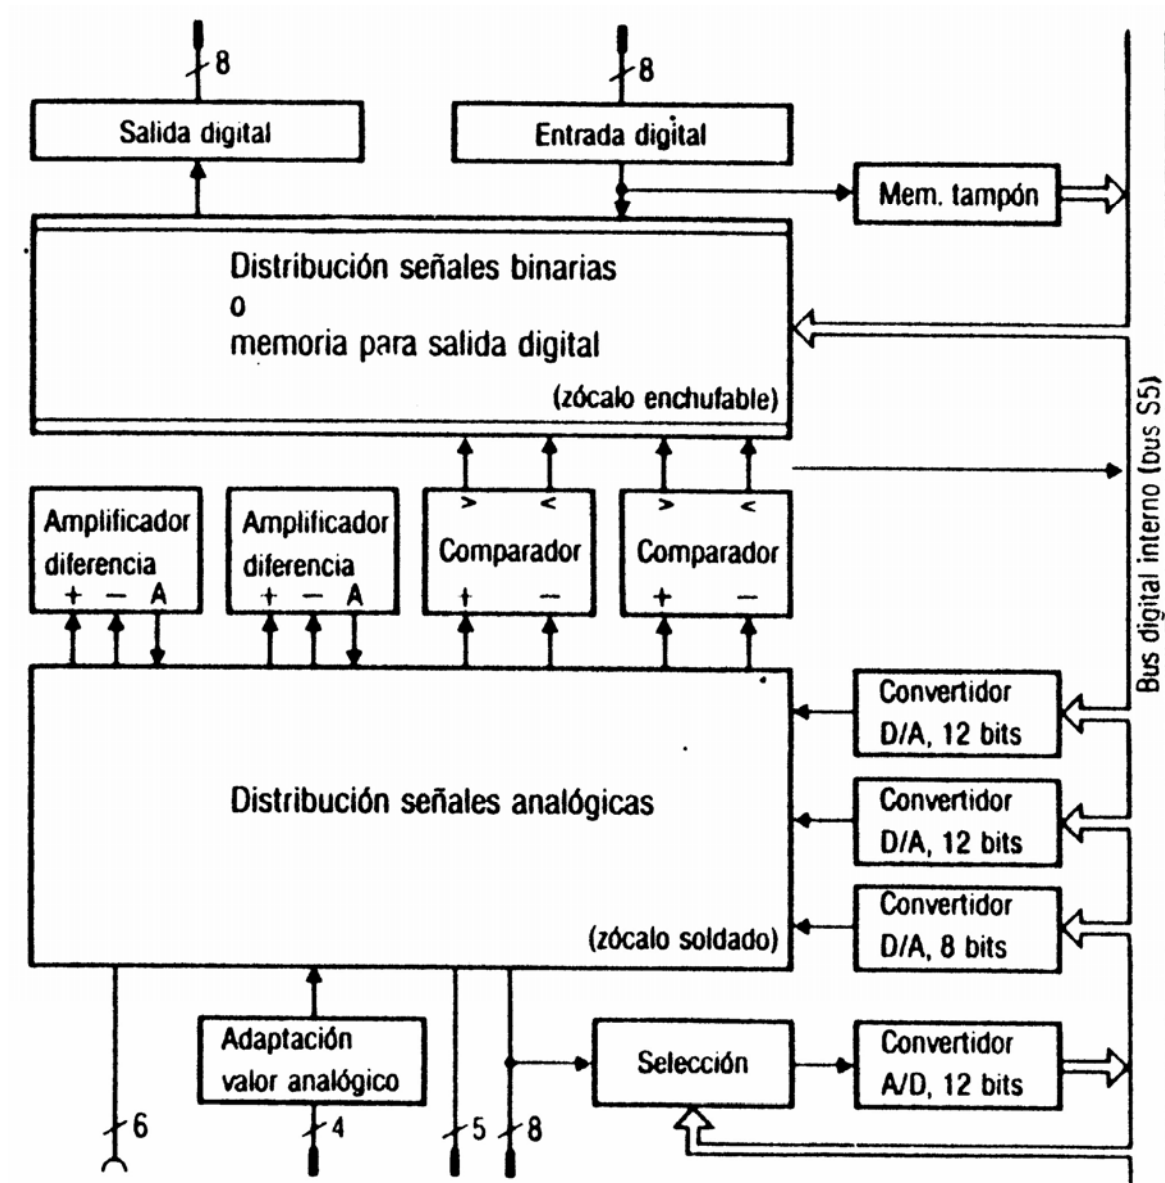 8
8
Salida digital
Entrada digital
Mem. tampón
Distribución señales binarias
o
memoria para salida digital
(zócalo enchufable)
Bus digital interno (bus S5)
> < > <
Amplificador
diferencia
+ − A
Amplificador
diferencia
+ − A
Comparador
+ −
Comparador
+ −
Convertidor
D/A, 12 bits
Convertidor
D/A, 12 bits
Distribución señales analógicas
Convertidor
D/A, 8 bits
(zócalo soldado)
Adaptación
valor analógico
Selección
Convertidor
A/D, 12 bits
6
4
5
8